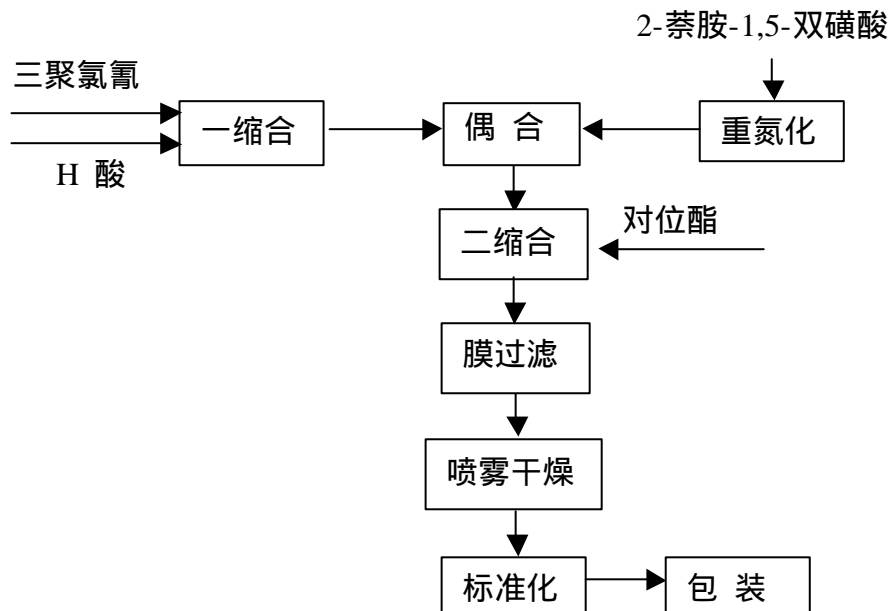 2-萘胺-1,5-双磺酸
三聚氯氰
一缩合
偶 合
重氮化
H 酸
二缩合
对位酯
膜过滤
喷雾干燥
标准化
包 装